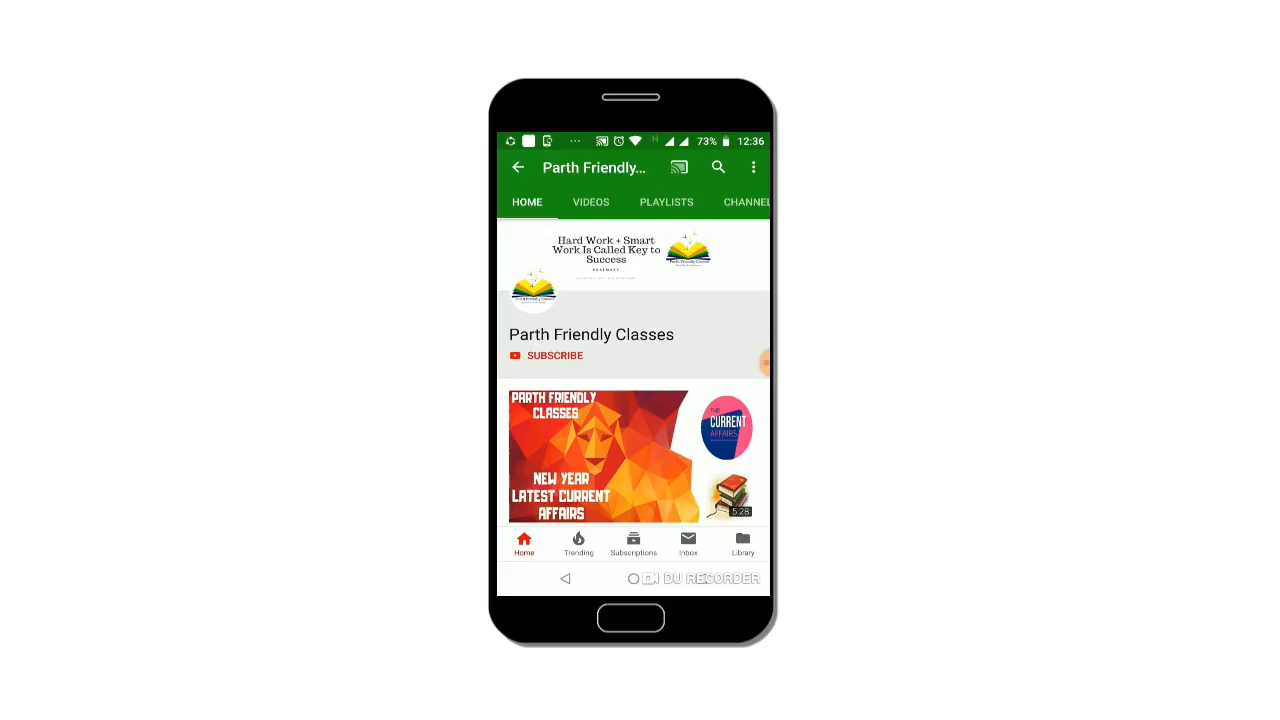 73% 12:36
Parth Friendly...
HOME VIDEOS PLAYLISTS CHANNEL
Hard Work + Smart
Work Is Called Key to
Success
Parth Friendly Classes
SUBSCRIBE
PARTH FRIENDLY
CLASSES
THE
CURRENT
AFFAIRS
NEW YEAR
LATEST CURRENT
AFFAIRS
5:28
Home Trending Subscriptions Inbox Library
DU RECORDER